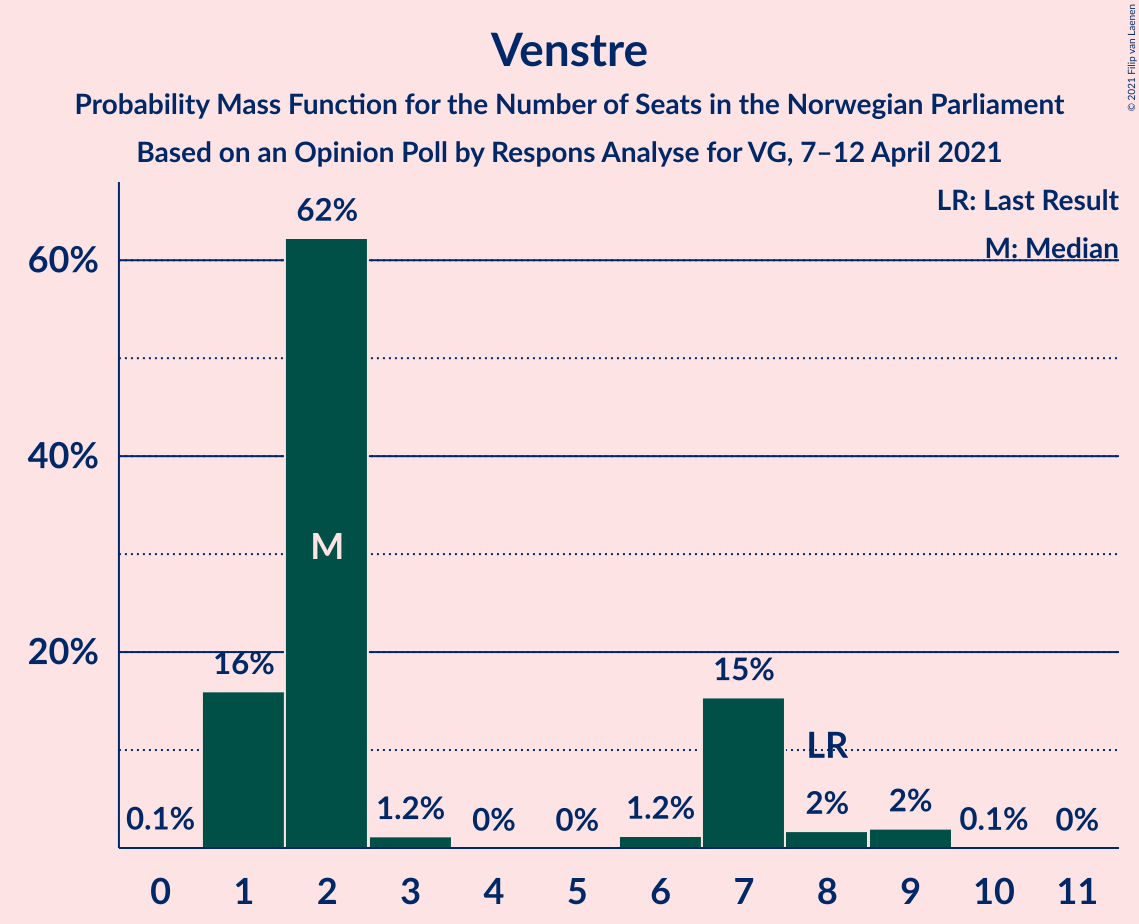 Venstre
Probability Mass Function for the Number of Seats in the Norwegian Parliament
Based on an Opinion Poll by Respons Analyse for VG, 7–12 April 2021
© 2021 Filip van Laenen
LR: Last Result
M: Median
60%
40%
20%
0.1%
16%
62%
M
1.2%
0%
0%
1.2%
15%
LR
2%
2%
0.1%
0%
0 1 2 3 4 5 6 7 8 9 10 11